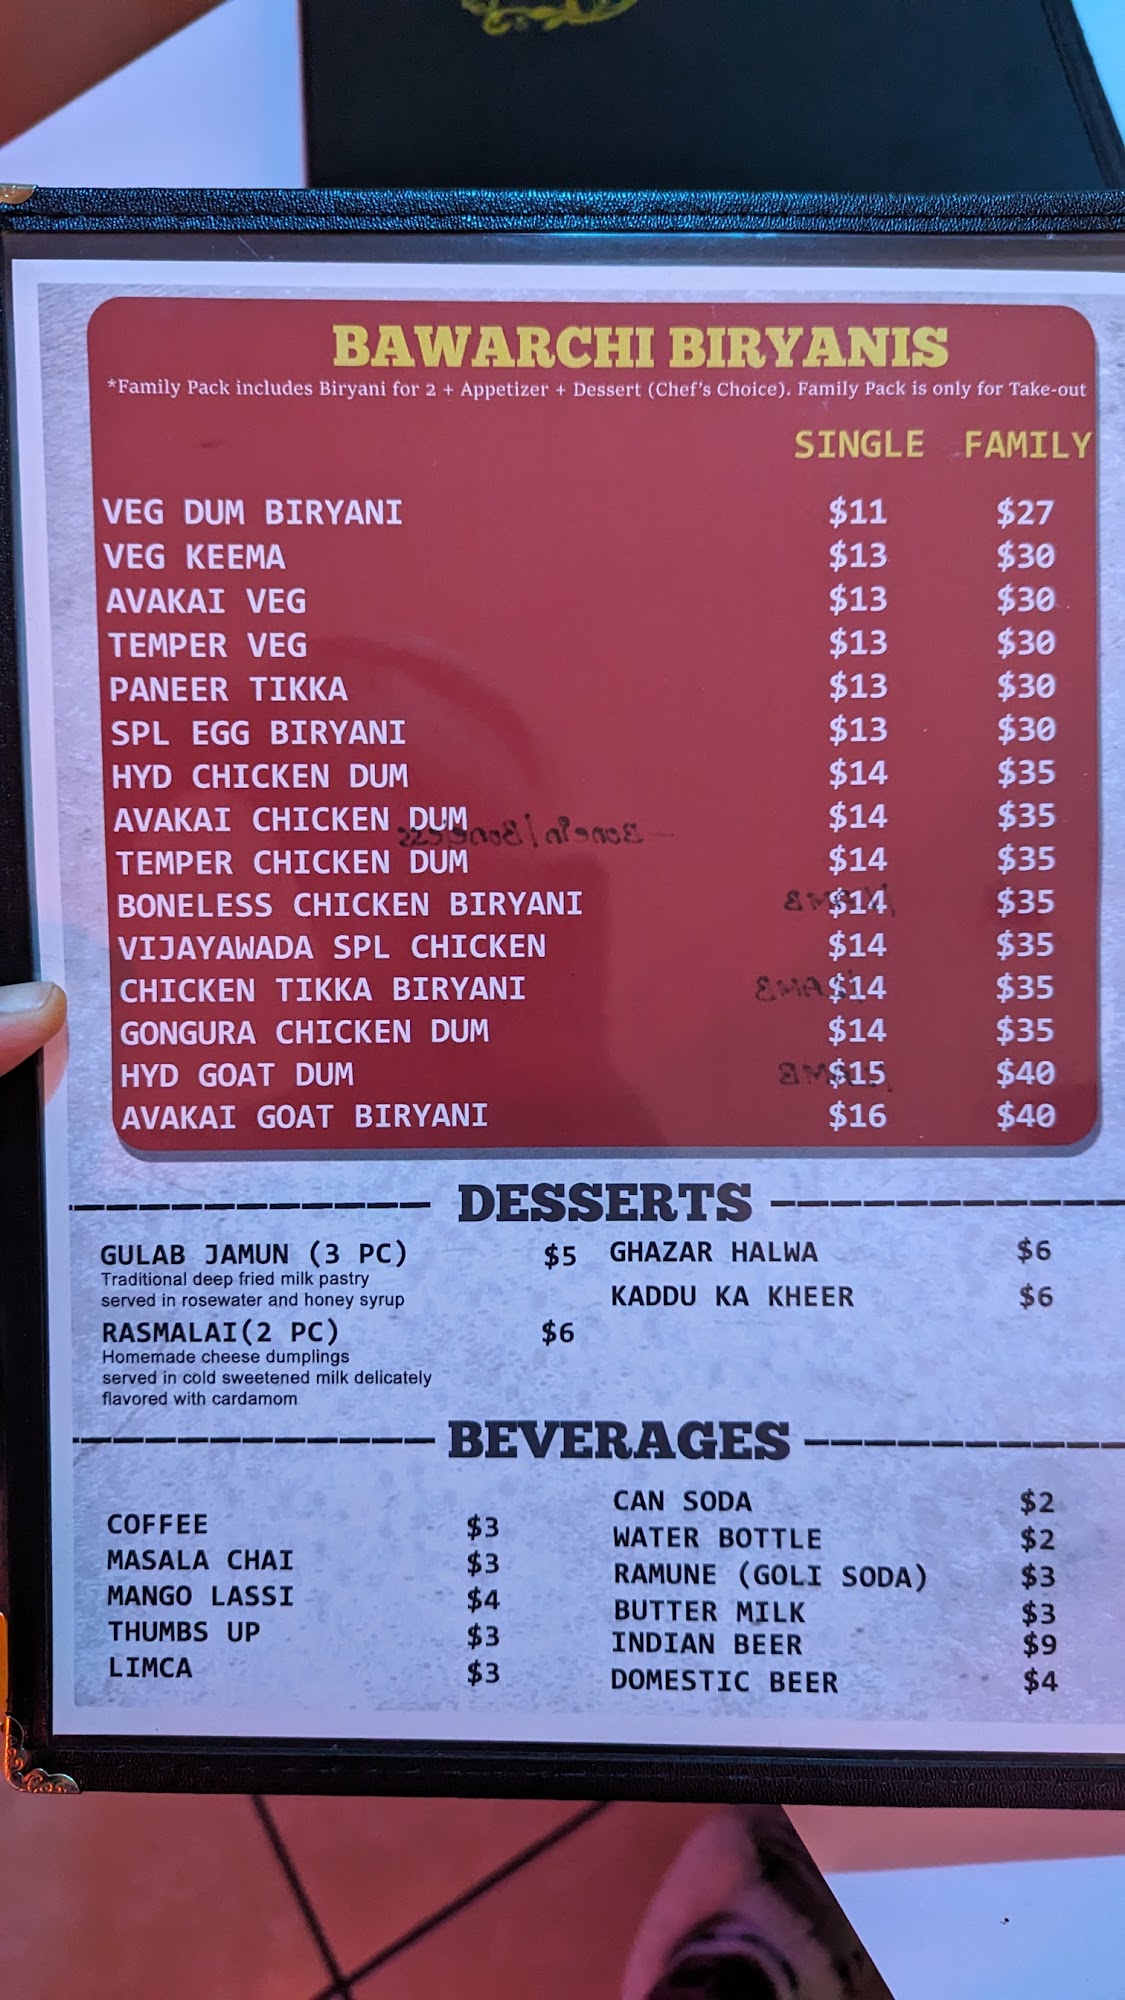 BAWARCHI BIRYANIS
*Family Pack includes Biryani for 2 + Appetizer + Dessert (Chef's Choice). Family Pack is only for Take-out
SINGLE FAMILY
VEG DUM BIRYANI $11 $27
VEG KEEMA $13 $30
AVAKAI VEG $13 $30
TEMPER VEG $13 $30
PANEER TIKKA $13 $30
SPL EGG BIRYANI $13 $30
HYD CHICKEN DUM $14 $35
AVAKAI CHICKEN DUM $14 $35
Bonein/Boneless
TEMPER CHICKEN DUM $14 $35
BONELESS CHICKEN BIRYANI $14 $35
VIJAYAWADA SPL CHICKEN $14 $35
CHICKEN TIKKA BIRYANI $14 $35
GONGURA CHICKEN DUM $14 $35
HYD GOAT DUM $15 $40
AVAKAI GOAT BIRYANI $16 $40
DESSERTS
GULAB JAMUN (3 PC) $5
Traditional deep fried milk pastry
served in rosewater and honey syrup
RASMALAI(2 PC) $6
Homemade cheese dumplings
served in cold sweetened milk delicately
flavored with cardamom
GHAZAR HALWA $6
KADDU KA KHEER $6
BEVERAGES
COFFEE $3
MASALA CHAI $3
MANGO LASSI $4
THUMBS UP $3
LIMCA $3
CAN SODA $2
WATER BOTTLE $2
RAMUNE (GOLI SODA) $3
BUTTER MILK $3
INDIAN BEER $9
DOMESTIC BEER $4